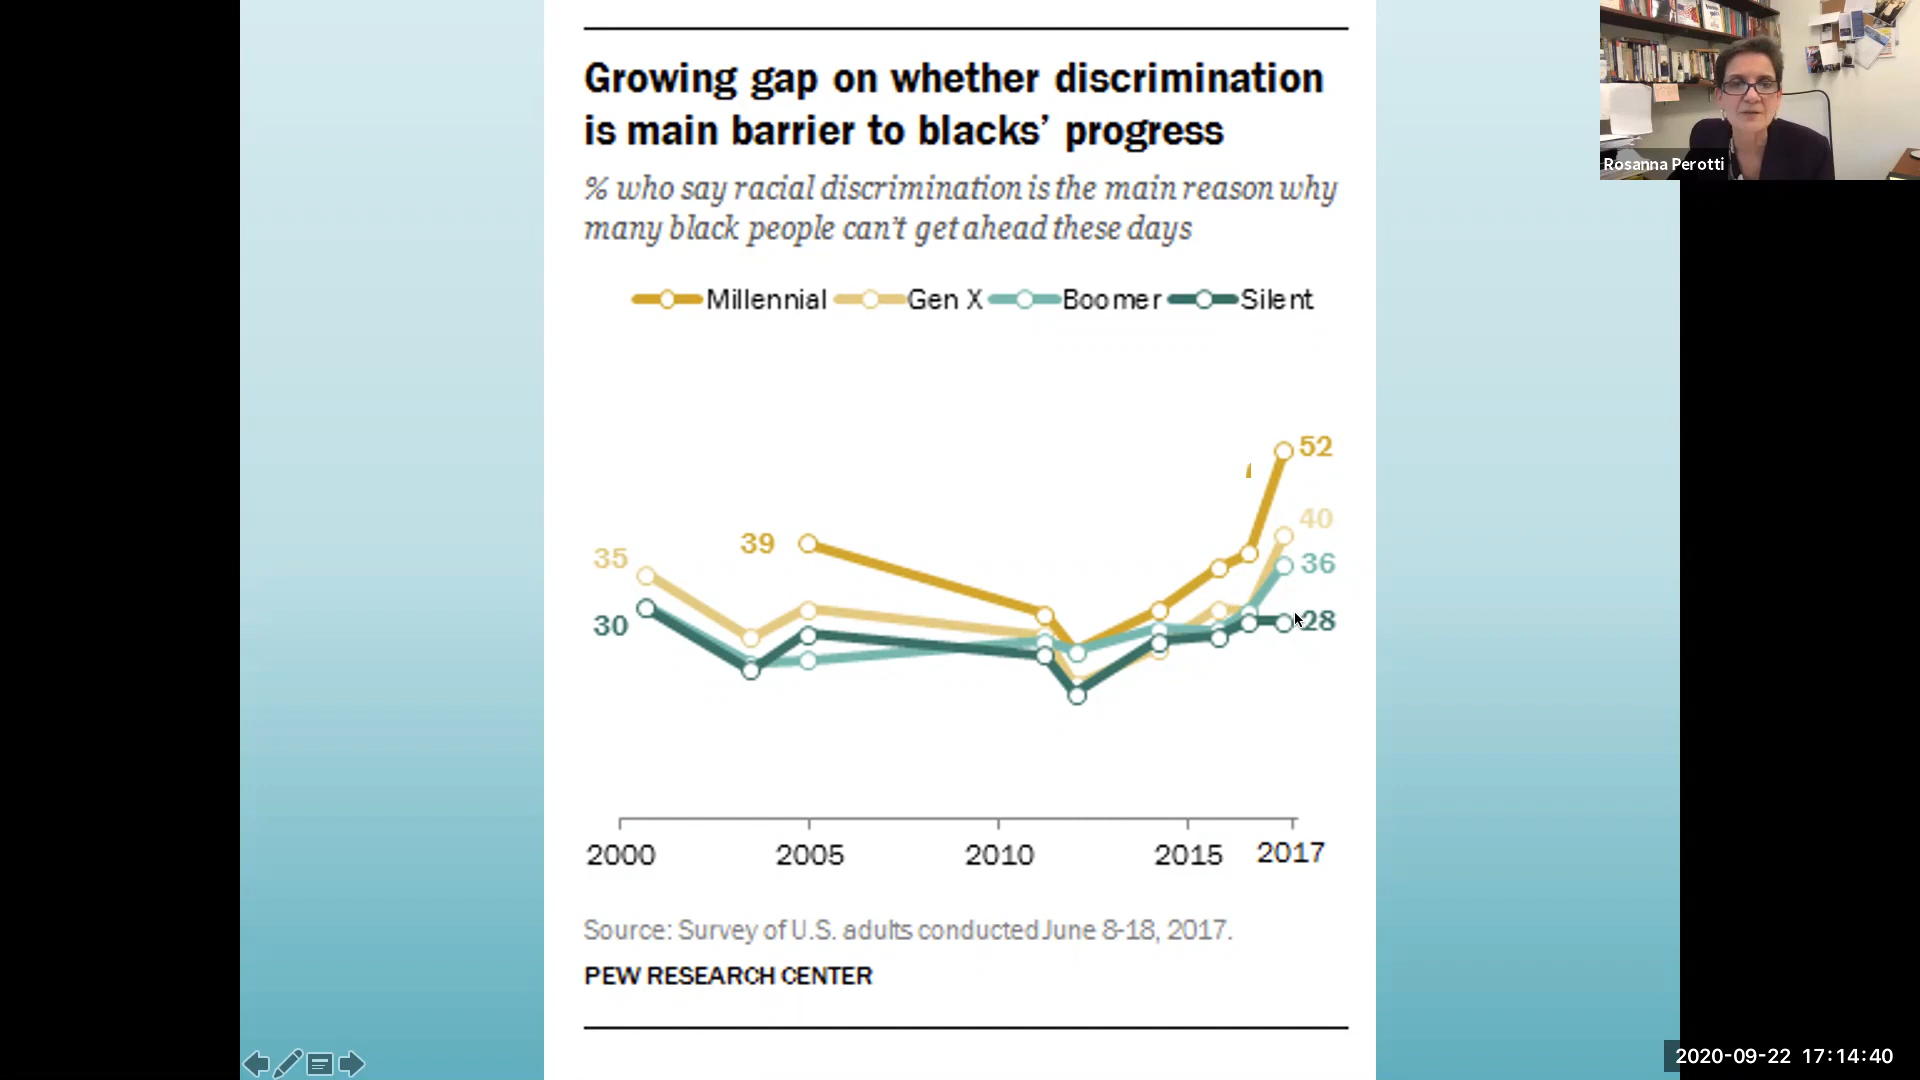 Growing gap on whether discrimination
is main barrier to blacks’ progress
% who say racial discrimination is the main reason why
many black people can’t get ahead these days
Millennial Gen X Boomer Silent
52
40
39
35
36
30
28
2000 2005 2010 2015 2017
Source: Survey of U.S. adults conducted June 8-18, 2017.
PEW RESEARCH CENTER
Rosanna Perotti
2020-09-22 17:14:40